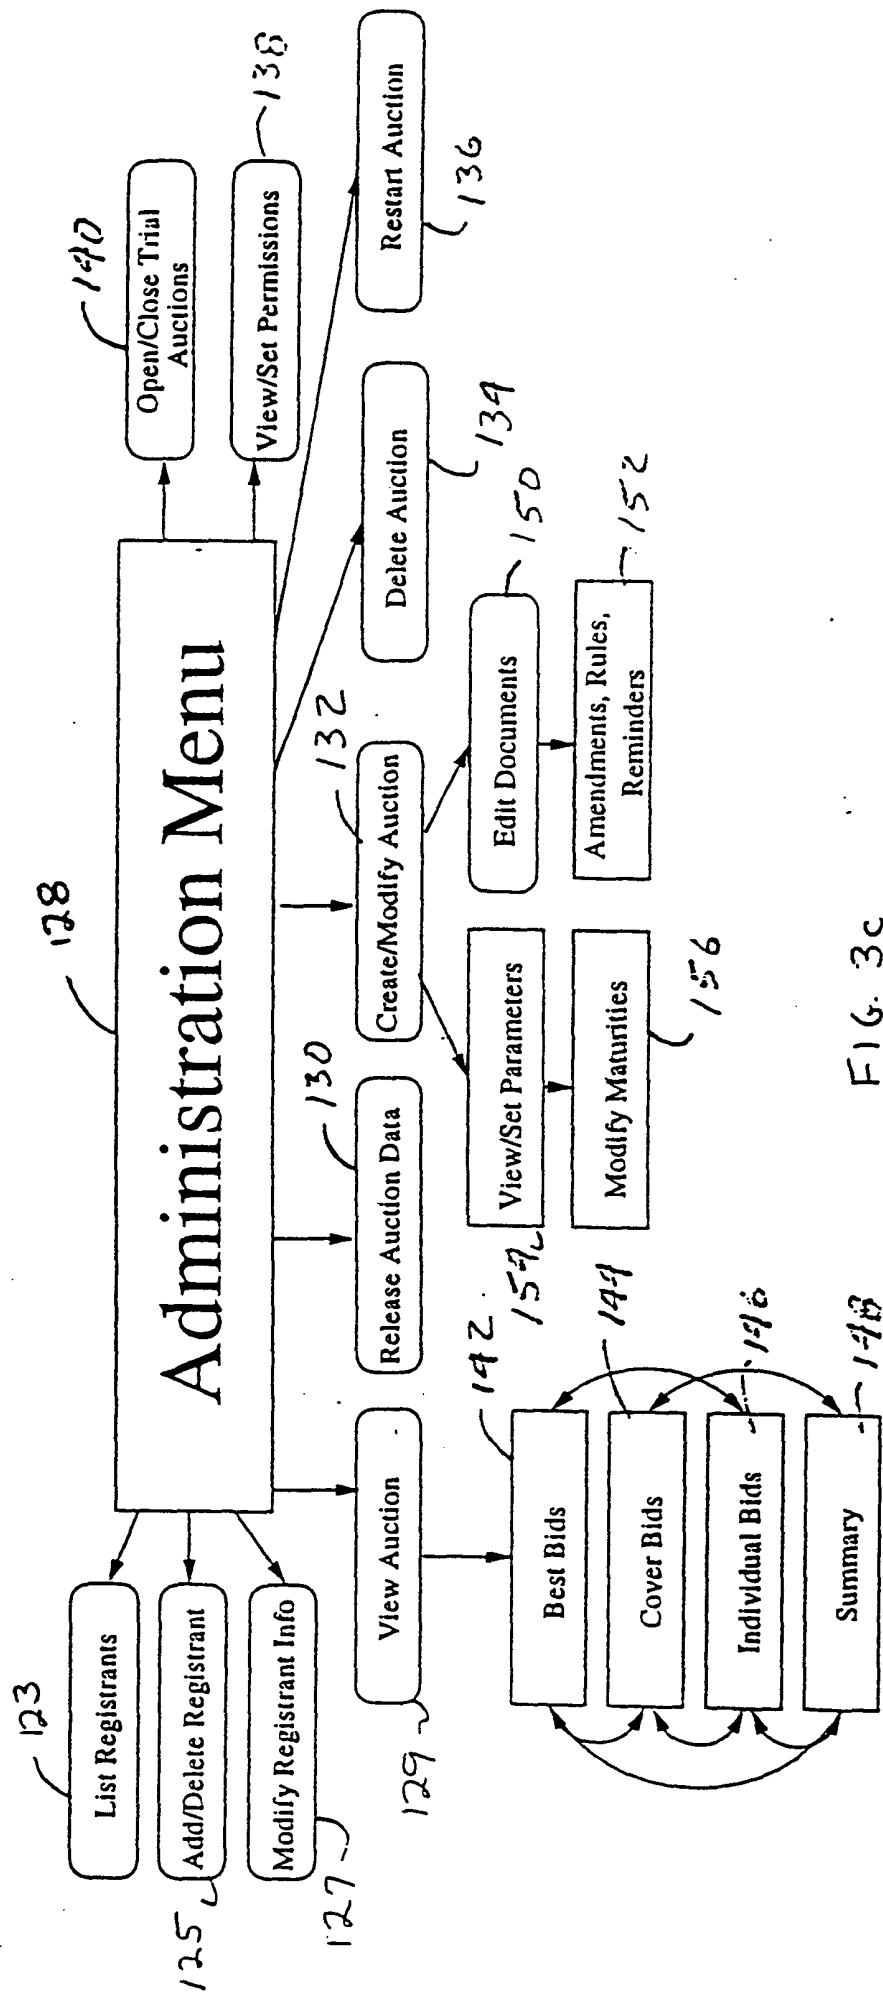 128
Administration Menu
123
List Registrants
125
Add/Delete Registrant
Modify Registrant Info
127
140
Open/Close Trial
Auctions
View/Set Permissions
138
View Auction
129
130
Release Auction Data
132
Create/Modify Auction
Delete Auction
134
Restart Auction
136
142
Best Bids
144
Cover Bids
Individual Bids
146
Summary
148
View/Set Parameters
154
Modify Maturities
156
Edit Documents
150
Amendments, Rules,
Reminders
152
FIG. 3c